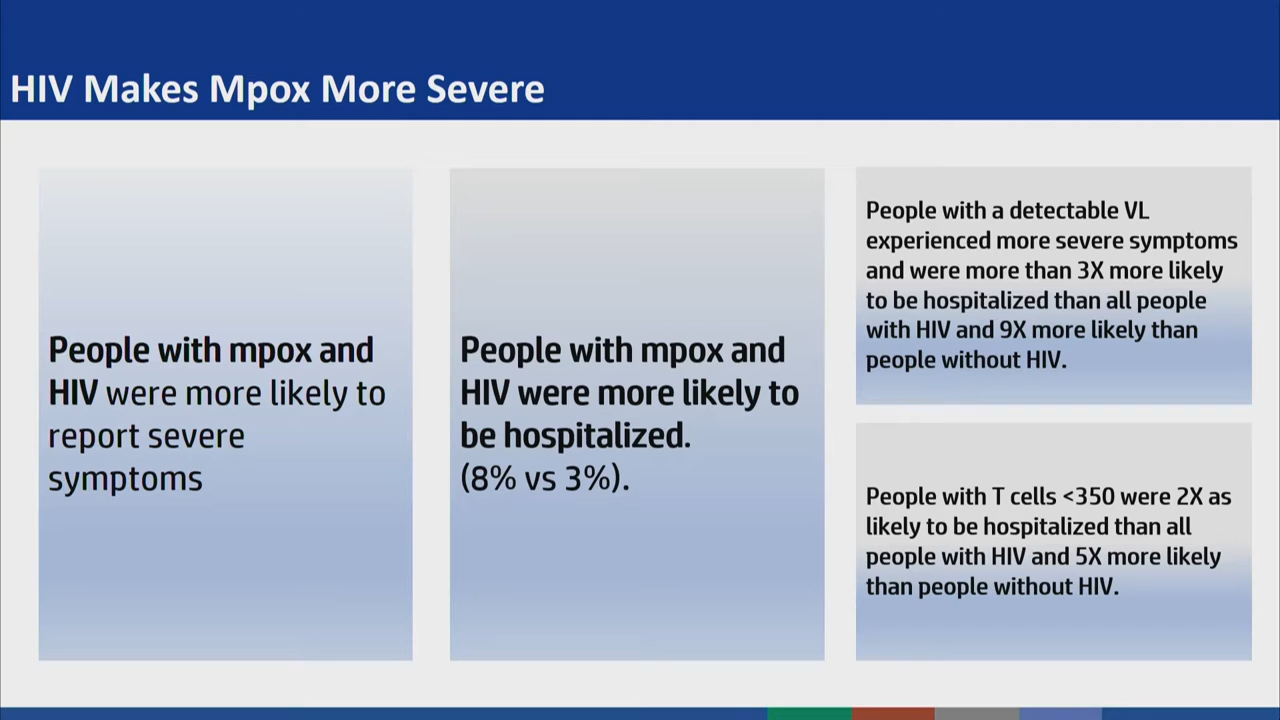 HIV Makes Mpox More Severe
People with mpox and
HIV were more likely to
report severe
symptoms
People with mpox and
HIV were more likely to
be hospitalized.
(8% vs 3%).
People with a detectable VL
experienced more severe symptoms
and were more than 3X more likely
to be hospitalized than all people
with HIV and 9X more likely than
people without HIV.
People with T cells <350 were 2X as
likely to be hospitalized than all
people with HIV and 5X more likely
than people without HIV.